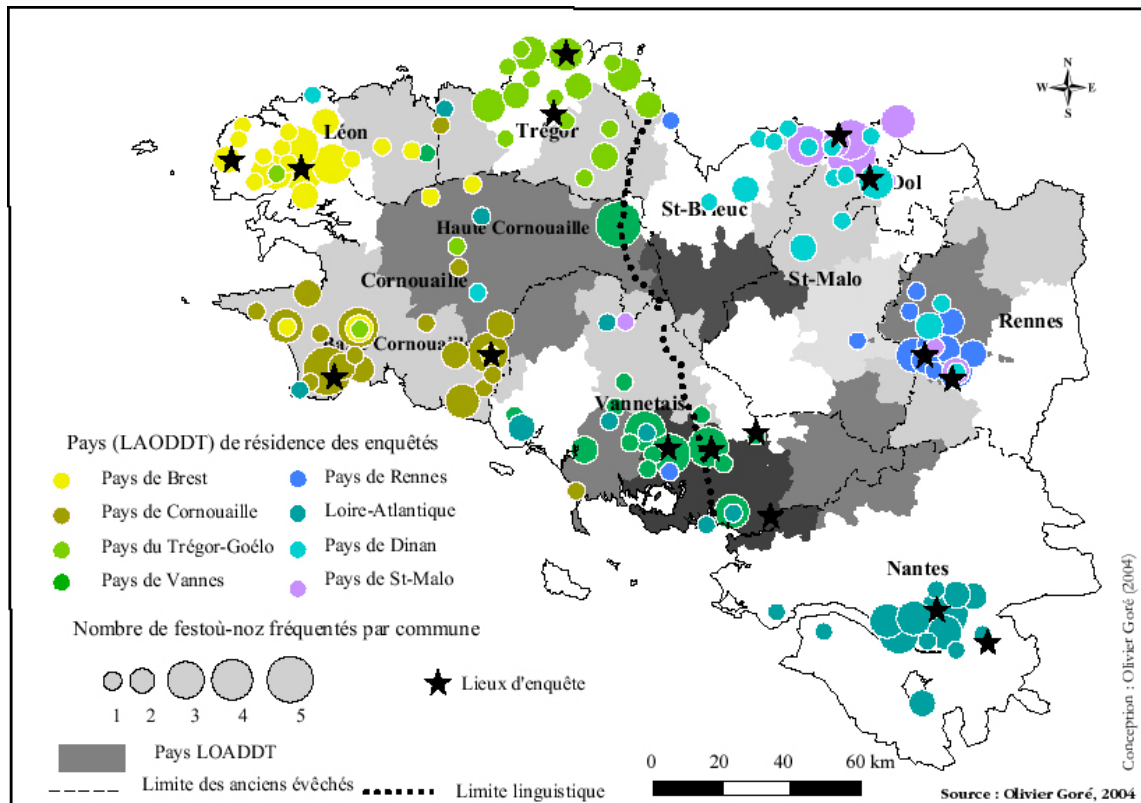 N
W E
S
Léon
Trégor
Dol
St-Brieuc
Haute Cornouaille
Cornouaille
St-Malo
Rennes
Cornouaille
Vannetais
Nantes
Pays (LAODDT) de résidence des enquêtés
Pays de Brest
Pays de Rennes
Pays de Cornouaille
Loire-Atlantique
Pays du Trégor-Goélo
Pays de Dinan
Pays de Vannes
Pays de St-Malo
Nombre de festoù-noz fréquentés par commune
1 2 3 4 5
Lieux d'enquête
Pays LOADDT
Limite des anciens évêchés
Limite linguistique
0 20 40 60 km
Conception : Olivier Goré (2004)
Source : Olivier Goré, 2004